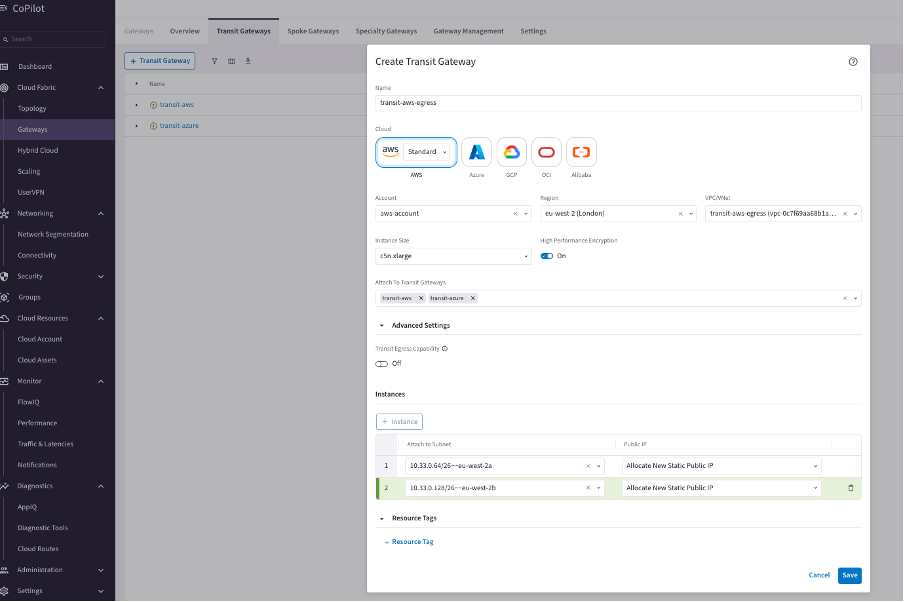 CoPilot
Search
Dashboard
Cloud Fabric
Topology
Gateways
Hybrid Cloud
Scaling
UserVPN
Networking
Network Segmentation
Connectivity
Security
Groups
Cloud Resources
Cloud Account
Cloud Assets
Monitor
FlowIQ
Performance
Traffic & Latencies
Notifications
Diagnostics
AppIQ
Diagnostic Tools
Cloud Routes
Administration
Settings
Gateways Overview Transit Gateways Spoke Gateways Specialty Gateways Gateway Management Settings
+ Transit Gateway
Name
transit-aws
transit-azure
Create Transit Gateway
Name
transit-aws-egress
Cloud
aws Standard
AWS Azure GCP OCI Alibaba
Account Region VPC/VNet
aws-account eu-west-2 (London) transit-aws-egress (vpc-0c7f69aa68b1a...
Instance Size High Performance Encryption
c5n.xlarge On
Attach To Transit Gateways
transit-aws transit-azure
Advanced Settings
Transit Egress Capability
Off
Instances
+ Instance
Attach to Subnet Public IP
1 10.33.0.64/26~~eu-west-2a Allocate New Static Public IP
2 10.33.0.128/26~~eu-west-2b Allocate New Static Public IP
Resource Tags
+ Resource Tag
Cancel Save